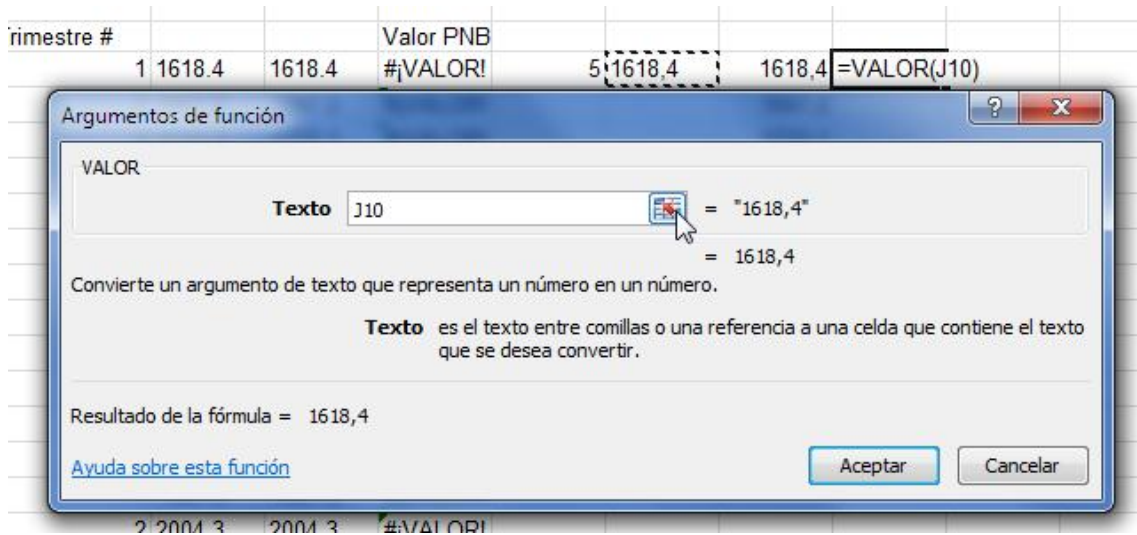 rimestre # Valor PNB
1 1618.4 1618.4 #¡VALOR! 5 1618,4 1618,4 =VALOR(J10)
Argumentos de función
VALOR
Texto J10 = "1618,4"
= 1618,4
Convierte un argumento de texto que representa un número en un número.
Texto es el texto entre comillas o una referencia a una celda que contiene el texto
que se desea convertir.
Resultado de la fórmula = 1618,4
Ayuda sobre esta función Aceptar Cancelar
2 2004.3 2004.3 #¡VALOR!